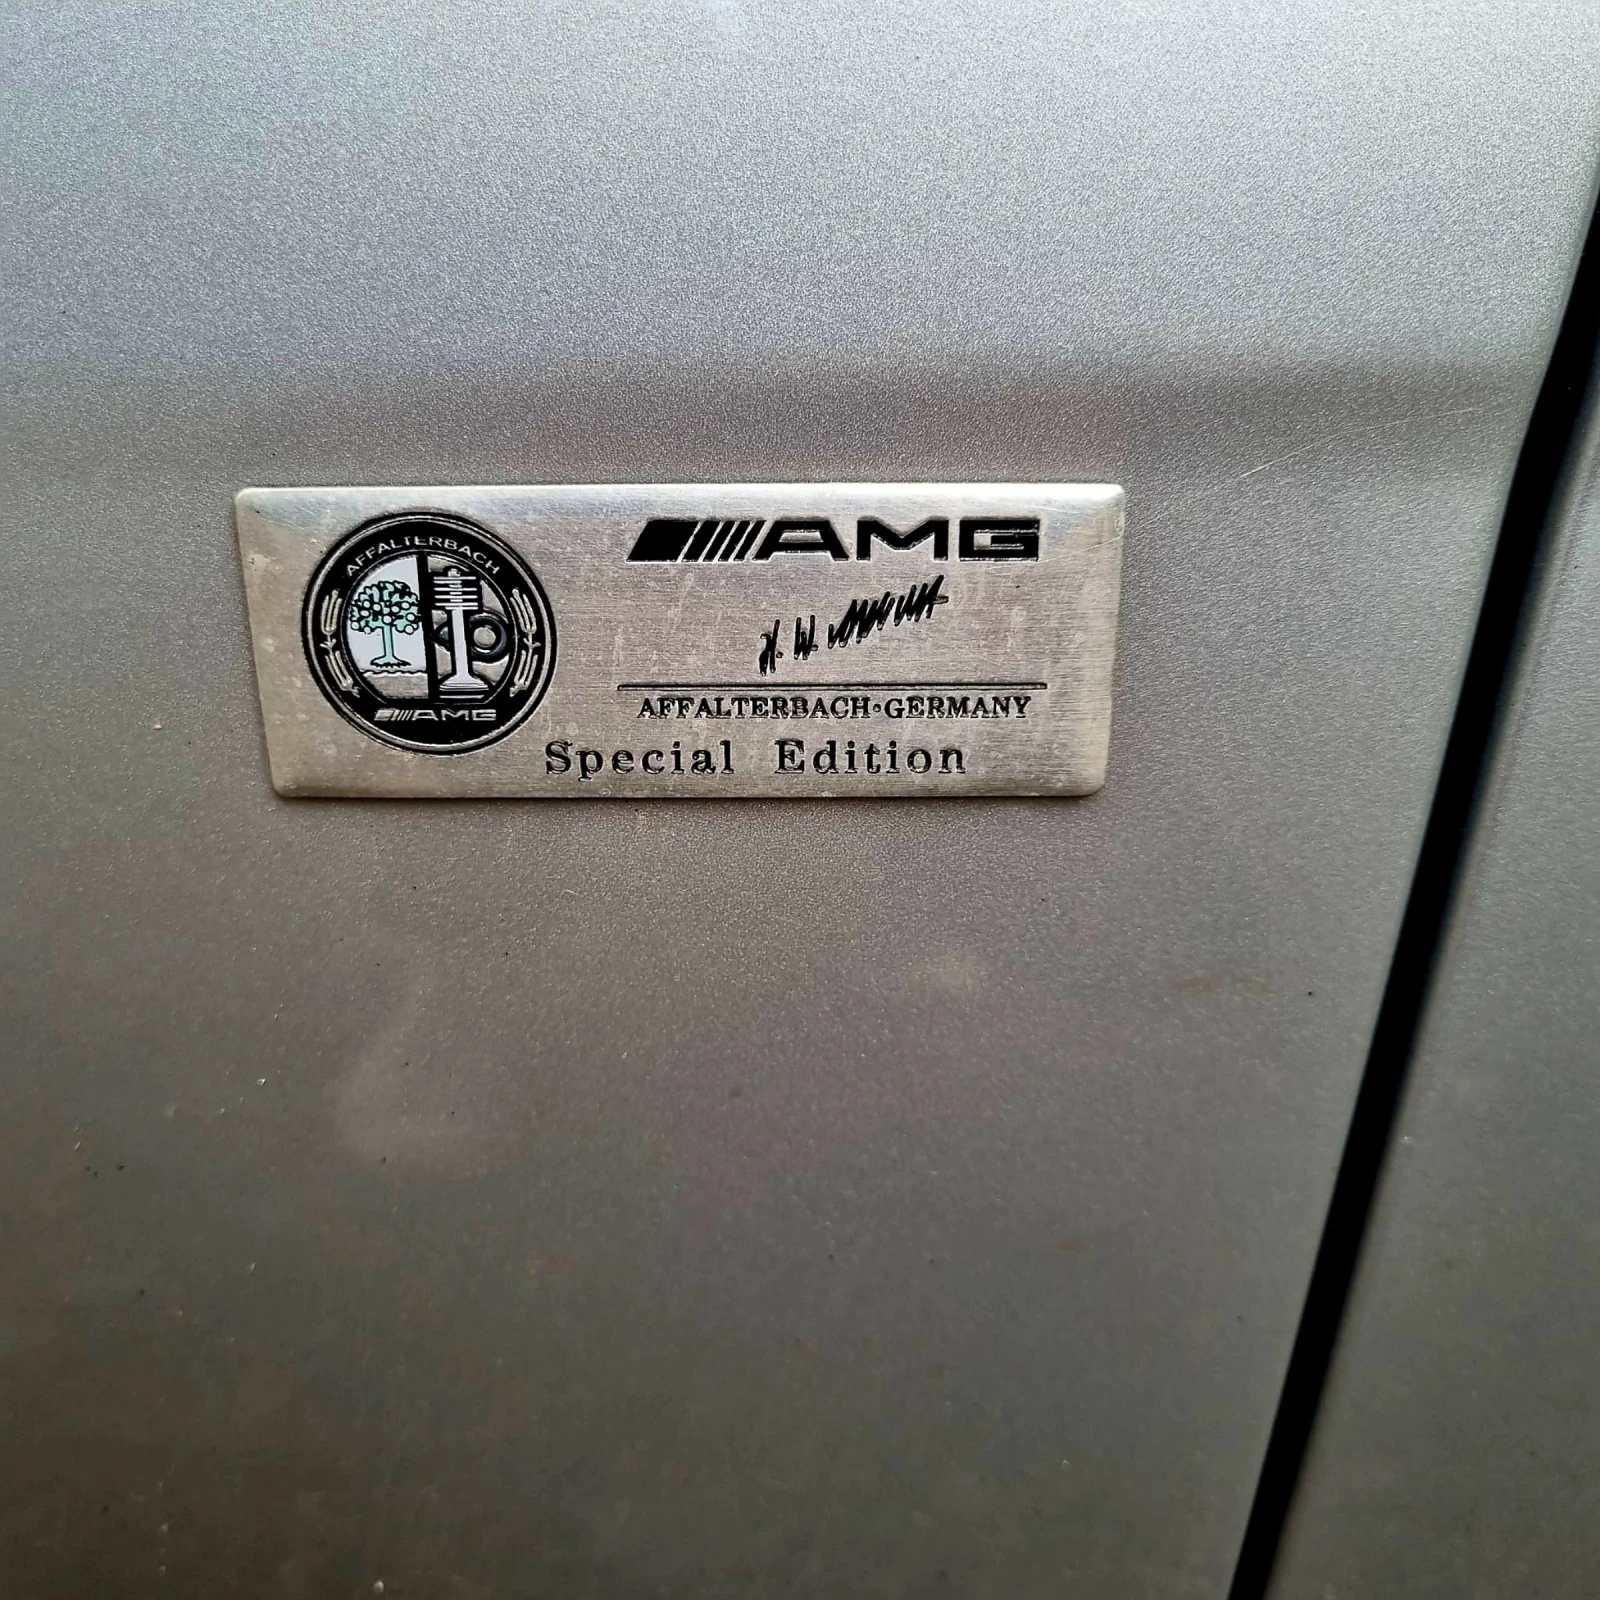 AFFALTERBACH
AMG
AMG
H. W.
AFFALTERBACH•GERMANY
Special Edition